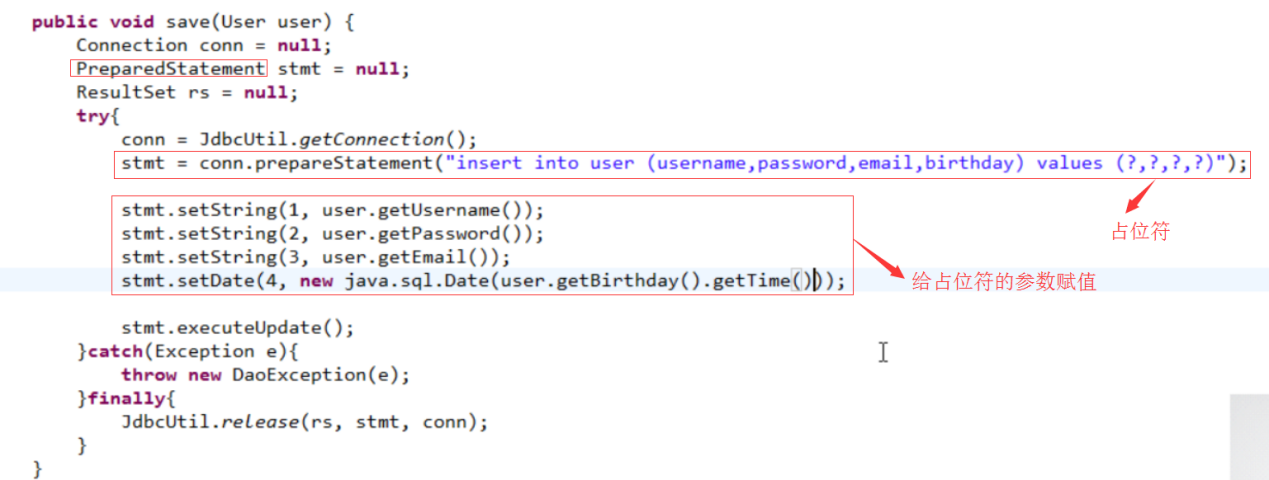 public void save(User user) {
Connection conn = null;
PreparedStatement stmt = null;
ResultSet rs = null;
try{
conn = JdbcUtil.getConnection();
stmt = conn.prepareStatement("insert into user (username,password,email,birthday) values (?,?,?,?)");
占位符
stmt.setString(1, user.getUsername());
stmt.setString(2, user.getPassword());
stmt.setString(3, user.getEmail());
stmt.setDate(4, new java.sql.Date(user.getBirthday().getTime()));
给占位符的参数赋值
stmt.executeUpdate();
}catch(Exception e){
throw new DaoException(e);
}finally{
JdbcUtil.release(rs, stmt, conn);
}
}